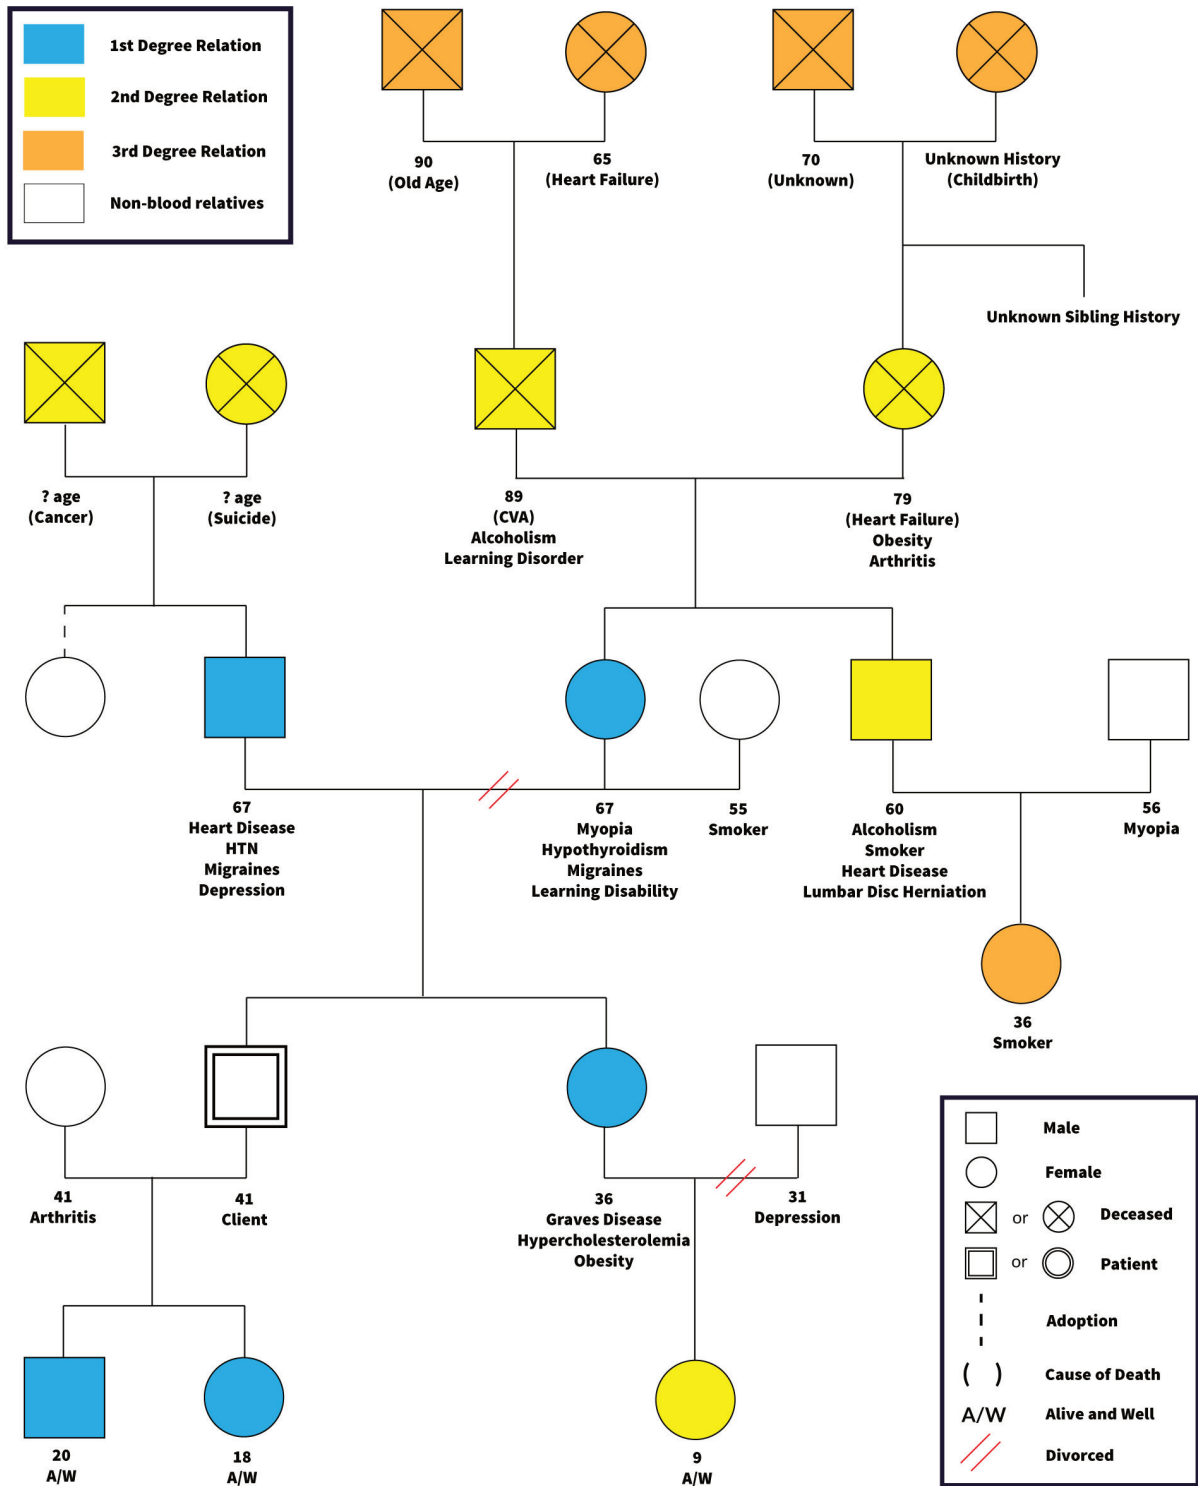 1st Degree Relation
2nd Degree Relation
3rd Degree Relation
Non-blood relatives
90
(Old Age)
65
(Heart Failure)
70
(Unknown)
Unknown History
(Childbirth)
Unknown Sibling History
? age
(Cancer)
? age
(Suicide)
89
(CVA)
Alcoholism
Learning Disorder
79
(Heart Failure)
Obesity
Arthritis
67
Heart Disease
HTN
Migraines
Depression
67
Myopia
Hypothyroidism
Migraines
Learning Disability
55
Smoker
60
Alcoholism
Smoker
Heart Disease
Lumbar Disc Herniation
56
Myopia
36
Smoker
41
Arthritis
41
Client
36
Graves Disease
Hypercholesterolemia
Obesity
31
Depression
20
A/W
18
A/W
9
A/W
Male
Female
or Deceased
or Patient
Adoption
( ) Cause of Death
A/W Alive and Well
Divorced